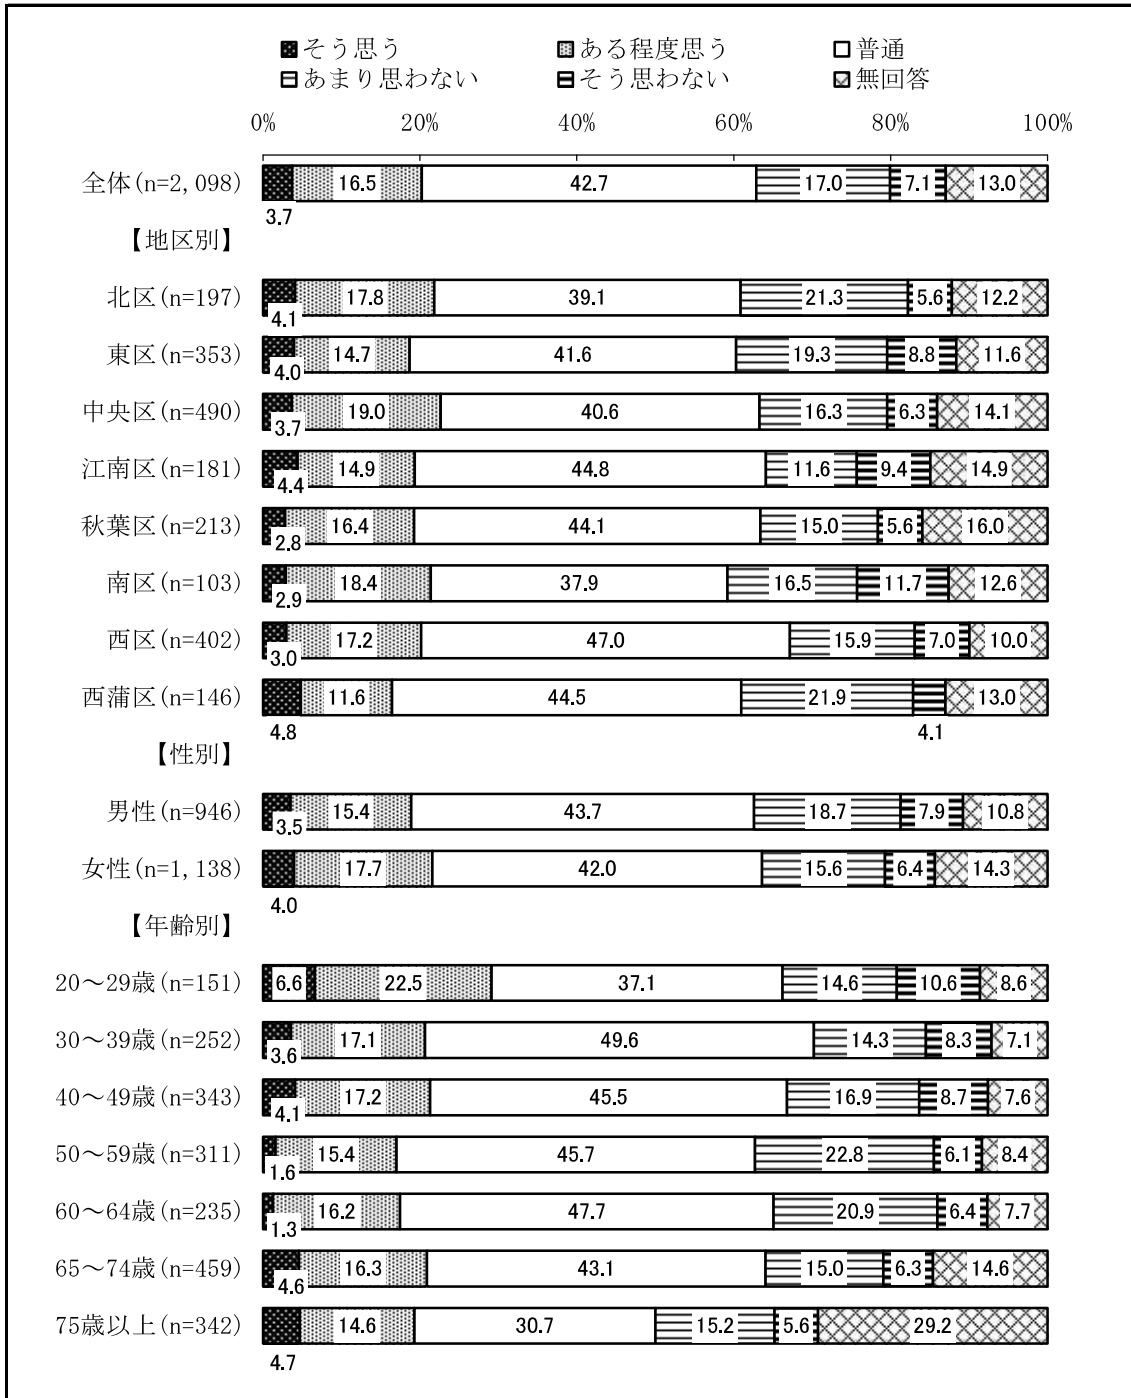 そう思う ある程度思う 普通
あまり思わない そう思わない 無回答
0% 20% 40% 60% 80% 100%
全体(n=2,098) 16.5 42.7 17.0 7.1 13.0
3.7
【地区別】
北区(n=197) 4.1 17.8 39.1 21.3 5.6 12.2
東区(n=353) 4.0 14.7 41.6 19.3 8.8 11.6
中央区(n=490) 3.7 19.0 40.6 16.3 6.3 14.1
江南区(n=181) 4.4 14.9 44.8 11.6 9.4 14.9
秋葉区(n=213) 2.8 16.4 44.1 15.0 5.6 16.0
南区(n=103) 2.9 18.4 37.9 16.5 11.7 12.6
西区(n=402) 3.0 17.2 47.0 15.9 7.0 10.0
西蒲区(n=146) 11.6 44.5 21.9 13.0
4.8 4.1
【性別】
男性(n=946) 3.5 15.4 43.7 18.7 7.9 10.8
女性(n=1,138) 17.7 42.0 15.6 6.4 14.3
4.0
【年齢別】
20～29歳(n=151) 6.6 22.5 37.1 14.6 10.6 8.6
30～39歳(n=252) 3.6 17.1 49.6 14.3 8.3 7.1
40～49歳(n=343) 4.1 17.2 45.5 16.9 8.7 7.6
50～59歳(n=311) 1.6 15.4 45.7 22.8 6.1 8.4
60～64歳(n=235) 1.3 16.2 47.7 20.9 6.4 7.7
65～74歳(n=459) 4.6 16.3 43.1 15.0 6.3 14.6
75歳以上(n=342) 14.6 30.7 15.2 5.6 29.2
4.7